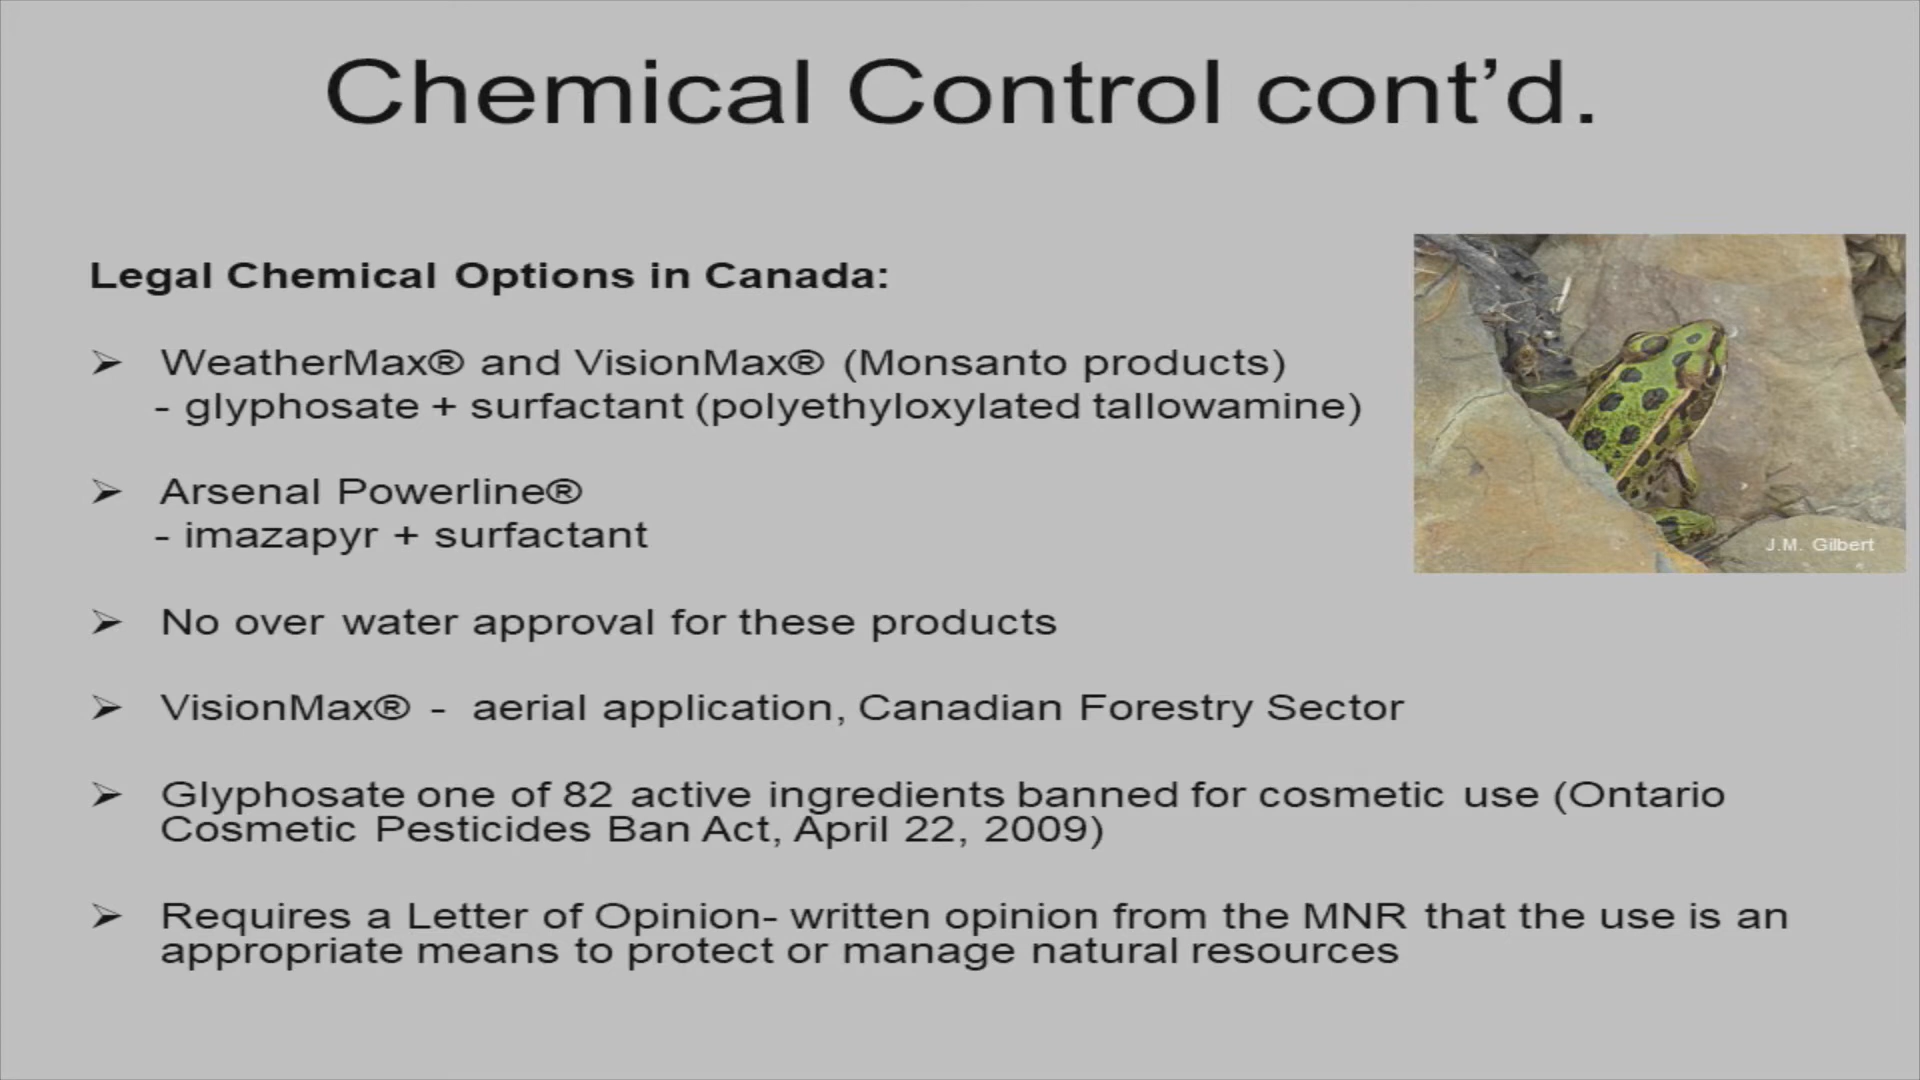 Chemical Control cont’d.
Legal Chemical Options in Canada:
➢ WeatherMax® and VisionMax® (Monsanto products)
- glyphosate + surfactant (polyethyloxylated tallowamine)
➢ Arsenal Powerline®
- imazapyr + surfactant
➢ No over water approval for these products
➢ VisionMax® - aerial application, Canadian Forestry Sector
➢ Glyphosate one of 82 active ingredients banned for cosmetic use (Ontario
Cosmetic Pesticides Ban Act, April 22, 2009)
➢ Requires a Letter of Opinion- written opinion from the MNR that the use is an
appropriate means to protect or manage natural resources
J.M. Gilbert